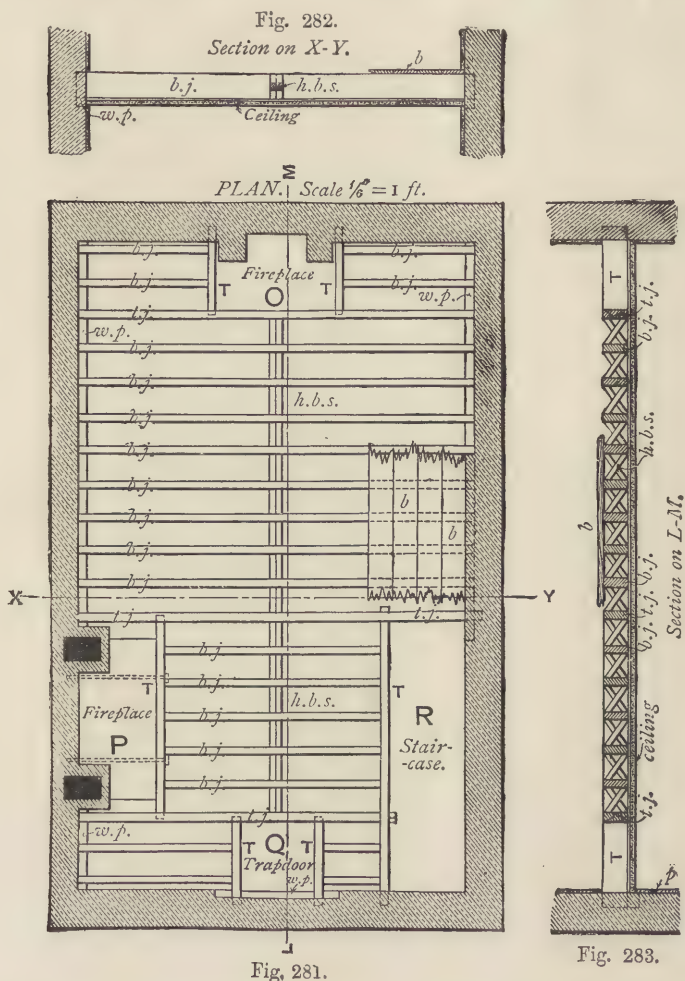 Fig. 282.
Section on X-Y.
b
b.j.
h.b.s.
w.p.
Ceiling
M
PLAN. Scale 1/6" = 1 ft.
b.j.
Fireplace
b.j.
b.j.
T
O
T
b.j.
w.p.
t.j.
w.p.
b.j.
b.j.
h.b.s.
b.j.
b.j.
b.j.
b
b.j.
b
b.j.
b.j.
X
Y
t.j.
t.j.
b.j.
T
b.j.
h.b.s.
T
R
Fireplace
b.j.
P
Stair-
-case.
b.j.
b.j.
t.j.
w.p.
T
Q
T
Trapdoor
w.p.
L
Fig. 281.
T
b.j. t.j.
h.b.s.
b
Section on L-M.
b.j. t.j. b.j.
ceiling
t.j.
T
p
Fig. 283.